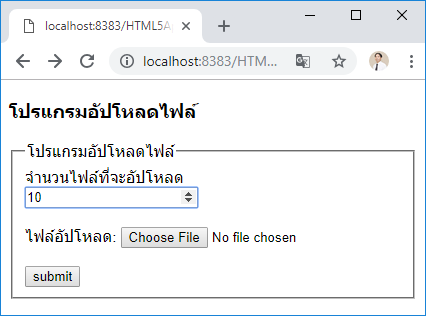 localhost:8383/HTML5A
localhost:8383/HTM...
โปรแกรมอัปโหลดไฟล์
โปรแกรมอัปโหลดไฟล์
จำนวนไฟล์ที่จะอัปโหลด
10
ไฟล์อัปโหลด: Choose File No file chosen
submit